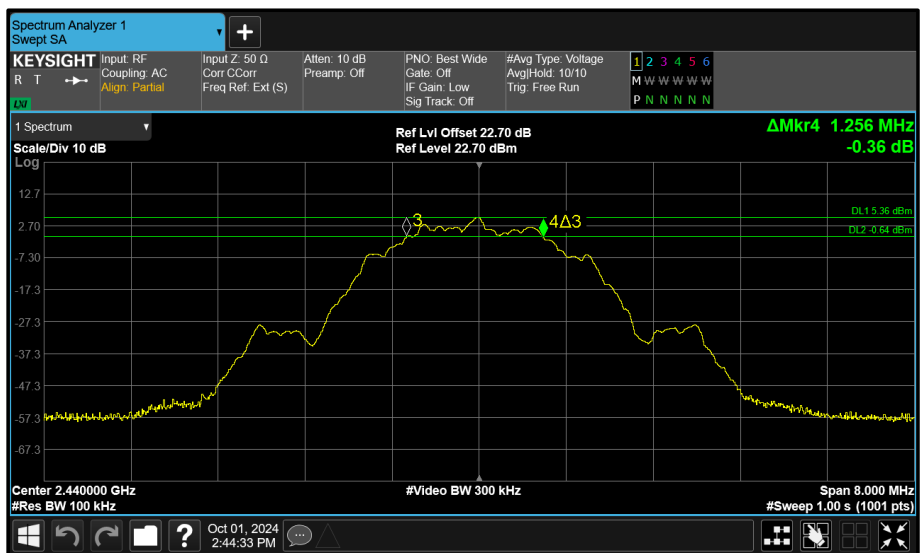 Spectrum Analyzer 1
Swept SA
+
KEYSIGHT
R T
LXI
Input: RF
Coupling: AC
Align: Partial
Input Z: 50 Ω
Corr CCorr
Freq Ref: Ext (S)
Atten: 10 dB
Preamp: Off
PNO: Best Wide
Gate: Off
IF Gain: Low
Sig Track: Off
#Avg Type: Voltage
Avg|Hold: 10/10
Trig: Free Run
1 2 3 4 5 6
M W W W W W
P N N N N N
1 Spectrum
Scale/Div 10 dB
Log
Ref Lvl Offset 22.70 dB
Ref Level 22.70 dBm
ΔMkr4 1.256 MHz
-0.36 dB
12.7
2.70
-7.30
-17.3
-27.3
-37.3
-47.3
-57.3
-67.3
3
4Δ3
DL1 5.36 dBm
DL2 -0.64 dBm
Center 2.440000 GHz
#Res BW 100 kHz
#Video BW 300 kHz
Span 8.000 MHz
#Sweep 1.00 s (1001 pts)
?
Oct 01, 2024
2:44:33 PM